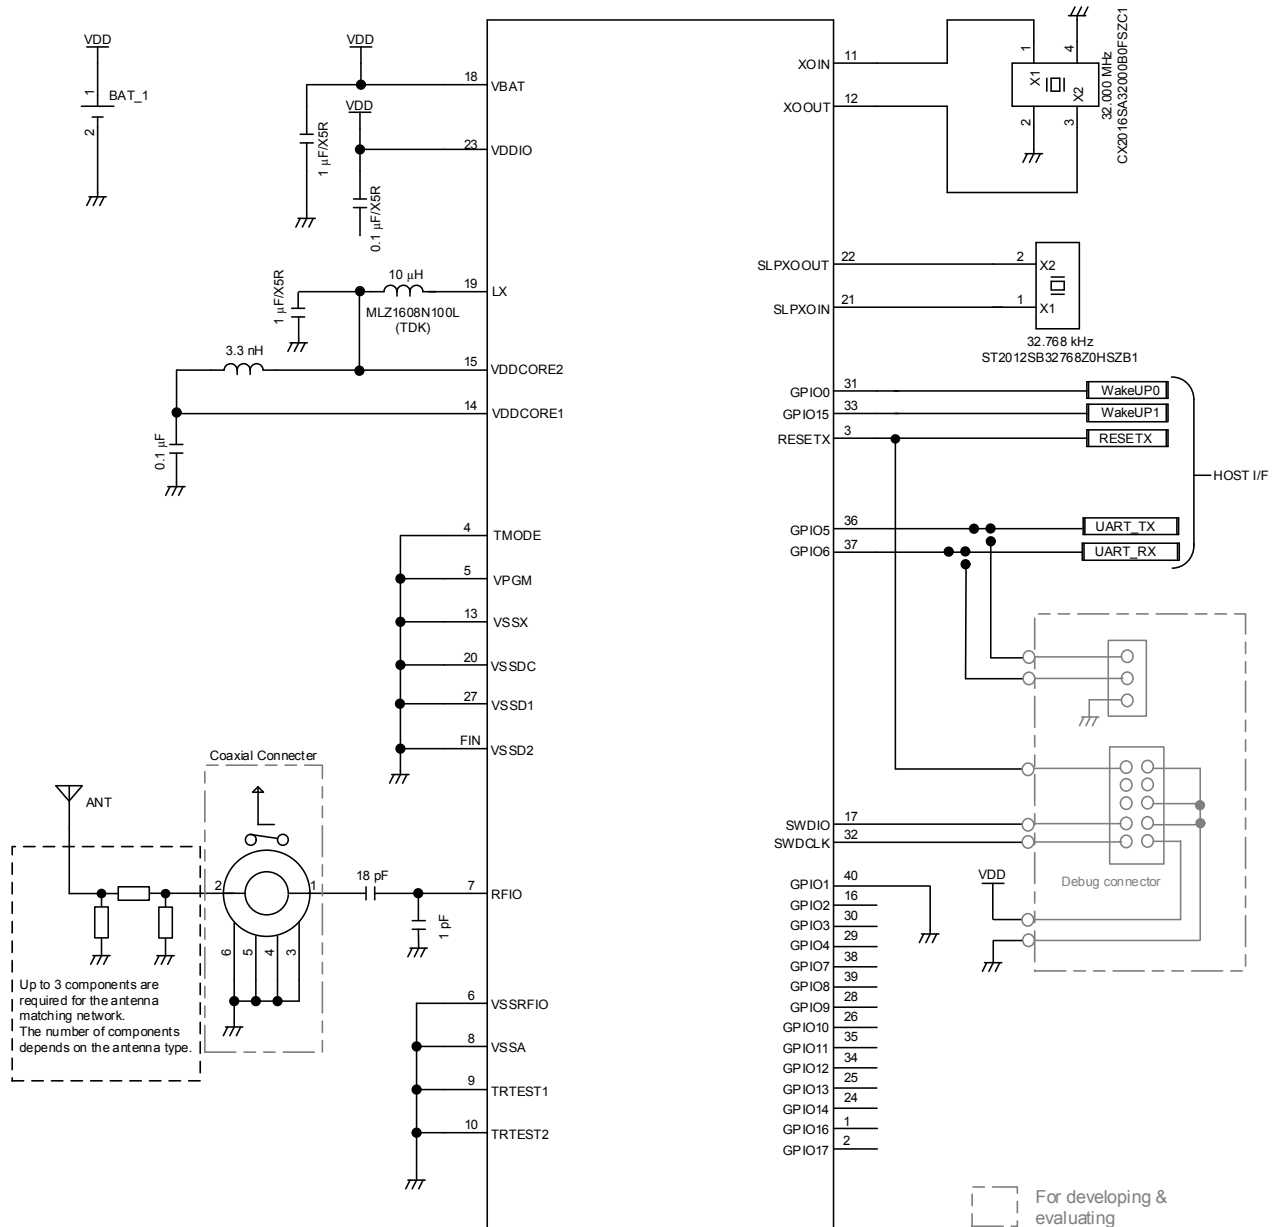 VDD
1
BAT_1
2
VDD
18
VBAT
1 μF/X5R
VDD
23
VDDIO
0.1 μF/X5R
10 μH
19
LX
1 μF/X5R
MLZ1608N100L
(TDK)
3.3 nH
15
VDDCORE2
14
VDDCORE1
0.1 μF
4
TMODE
5
VPGM
13
VSSX
20
VSSDC
27
VSSD1
FIN
VSSD2
Coaxial Connecter
ANT
2
1
18 pF
7
RFIO
1 pF
6
5
4
3
Up to 3 components are
required for the antenna
matching network.
The number of components
depends on the antenna type.
6
VSSRFIO
8
VSSA
9
TRTEST1
10
TRTEST2
XOIN
11
XOOUT
12
1
4
X1
X2
2
3
32.000 MHz
CX2016SA32000B0FSZC1
SLPXOOUT
22
2
X2
SLPXOIN
21
1
X1
32.768 kHz
ST2012SB32768Z0HSZB1
GPIO0
31
WakeUP0
GPIO15
33
WakeUP1
RESETX
3
RESETX
HOST I/F
GPIO5
36
UART_TX
GPIO6
37
UART_RX
SWDIO
17
SWDCLK
32
VDD
Debug connector
GPIO1
40
GPIO2
16
GPIO3
30
GPIO4
29
GPIO7
38
GPIO8
39
GPIO9
28
GPIO10
26
GPIO11
35
GPIO12
34
GPIO13
25
GPIO14
24
GPIO16
1
GPIO17
2
For developing &
evaluating